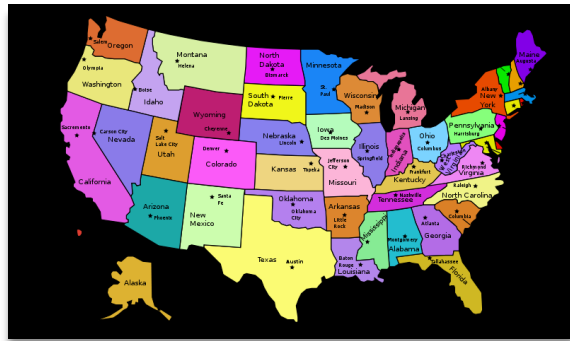 Salem
Oregon
Olympia
Washington
Boise
Idaho
Montana
Helena
North
Dakota
Bismarck
Minnesota
St.
Paul
South
Dakota
Pierre
Wisconsin
Madison
Michigan
Lansing
Maine
Augusta
Albany
New
York
Wyoming
Cheyenne
Sacramento
California
Carson City
Nevada
Salt
Lake City
Utah
Denver
Colorado
Nebraska
Lincoln
Iowa
Des Moines
Illinois
Springfield
Indiana
Ohio
Columbus
Pennsylvania
Harrisburg
Richmond
Virginia
Kansas
Topeka
Jefferson
City
Missouri
Frankfort
Kentucky
Raleigh
North Carolina
Arizona
Phoenix
Santa
Fe
New
Mexico
Oklahoma
Oklahoma
City
Arkansas
Little
Rock
Nashville
Tennessee
Columbia
Texas
Austin
Baton
Rouge
Louisiana
Mississippi
Montgomery
Alabama
Atlanta
Georgia
Tallahassee
Florida
Alaska